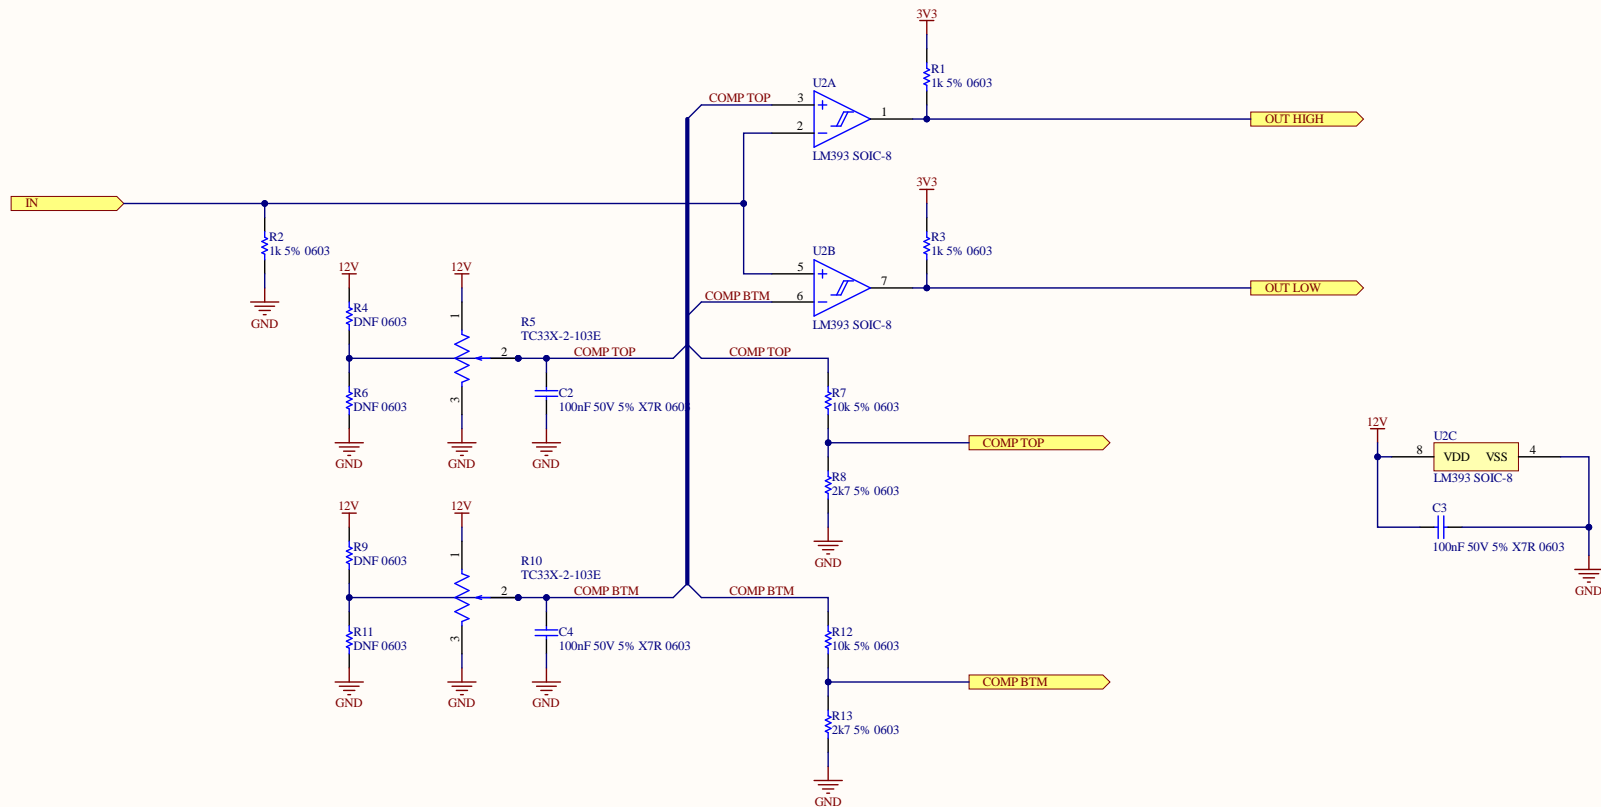 3V3
R1
1k 5% 0603
U2A
COMP TOP
3
1
2
OUT HIGH
LM393 SOIC-8
3V3
IN
R2
1k 5% 0603
R3
1k 5% 0603
U2B
5
7
COMP BTM
6
OUT LOW
LM393 SOIC-8
GND
12V
12V
R4
DNF 0603
1
R5
TC33X-2-103E
2
COMP TOP
COMP TOP
R6
DNF 0603
3
C2
100nF 50V 5% X7R 0603
R7
10k 5% 0603
GND
GND
GND
COMP TOP
R8
2k7 5% 0603
GND
12V
U2C
8
VDD
VSS
4
LM393 SOIC-8
C3
100nF 50V 5% X7R 0603
GND
12V
12V
R9
DNF 0603
1
R10
TC33X-2-103E
2
COMP BTM
COMP BTM
R11
DNF 0603
3
C4
100nF 50V 5% X7R 0603
R12
10k 5% 0603
GND
GND
GND
COMP BTM
R13
2k7 5% 0603
GND